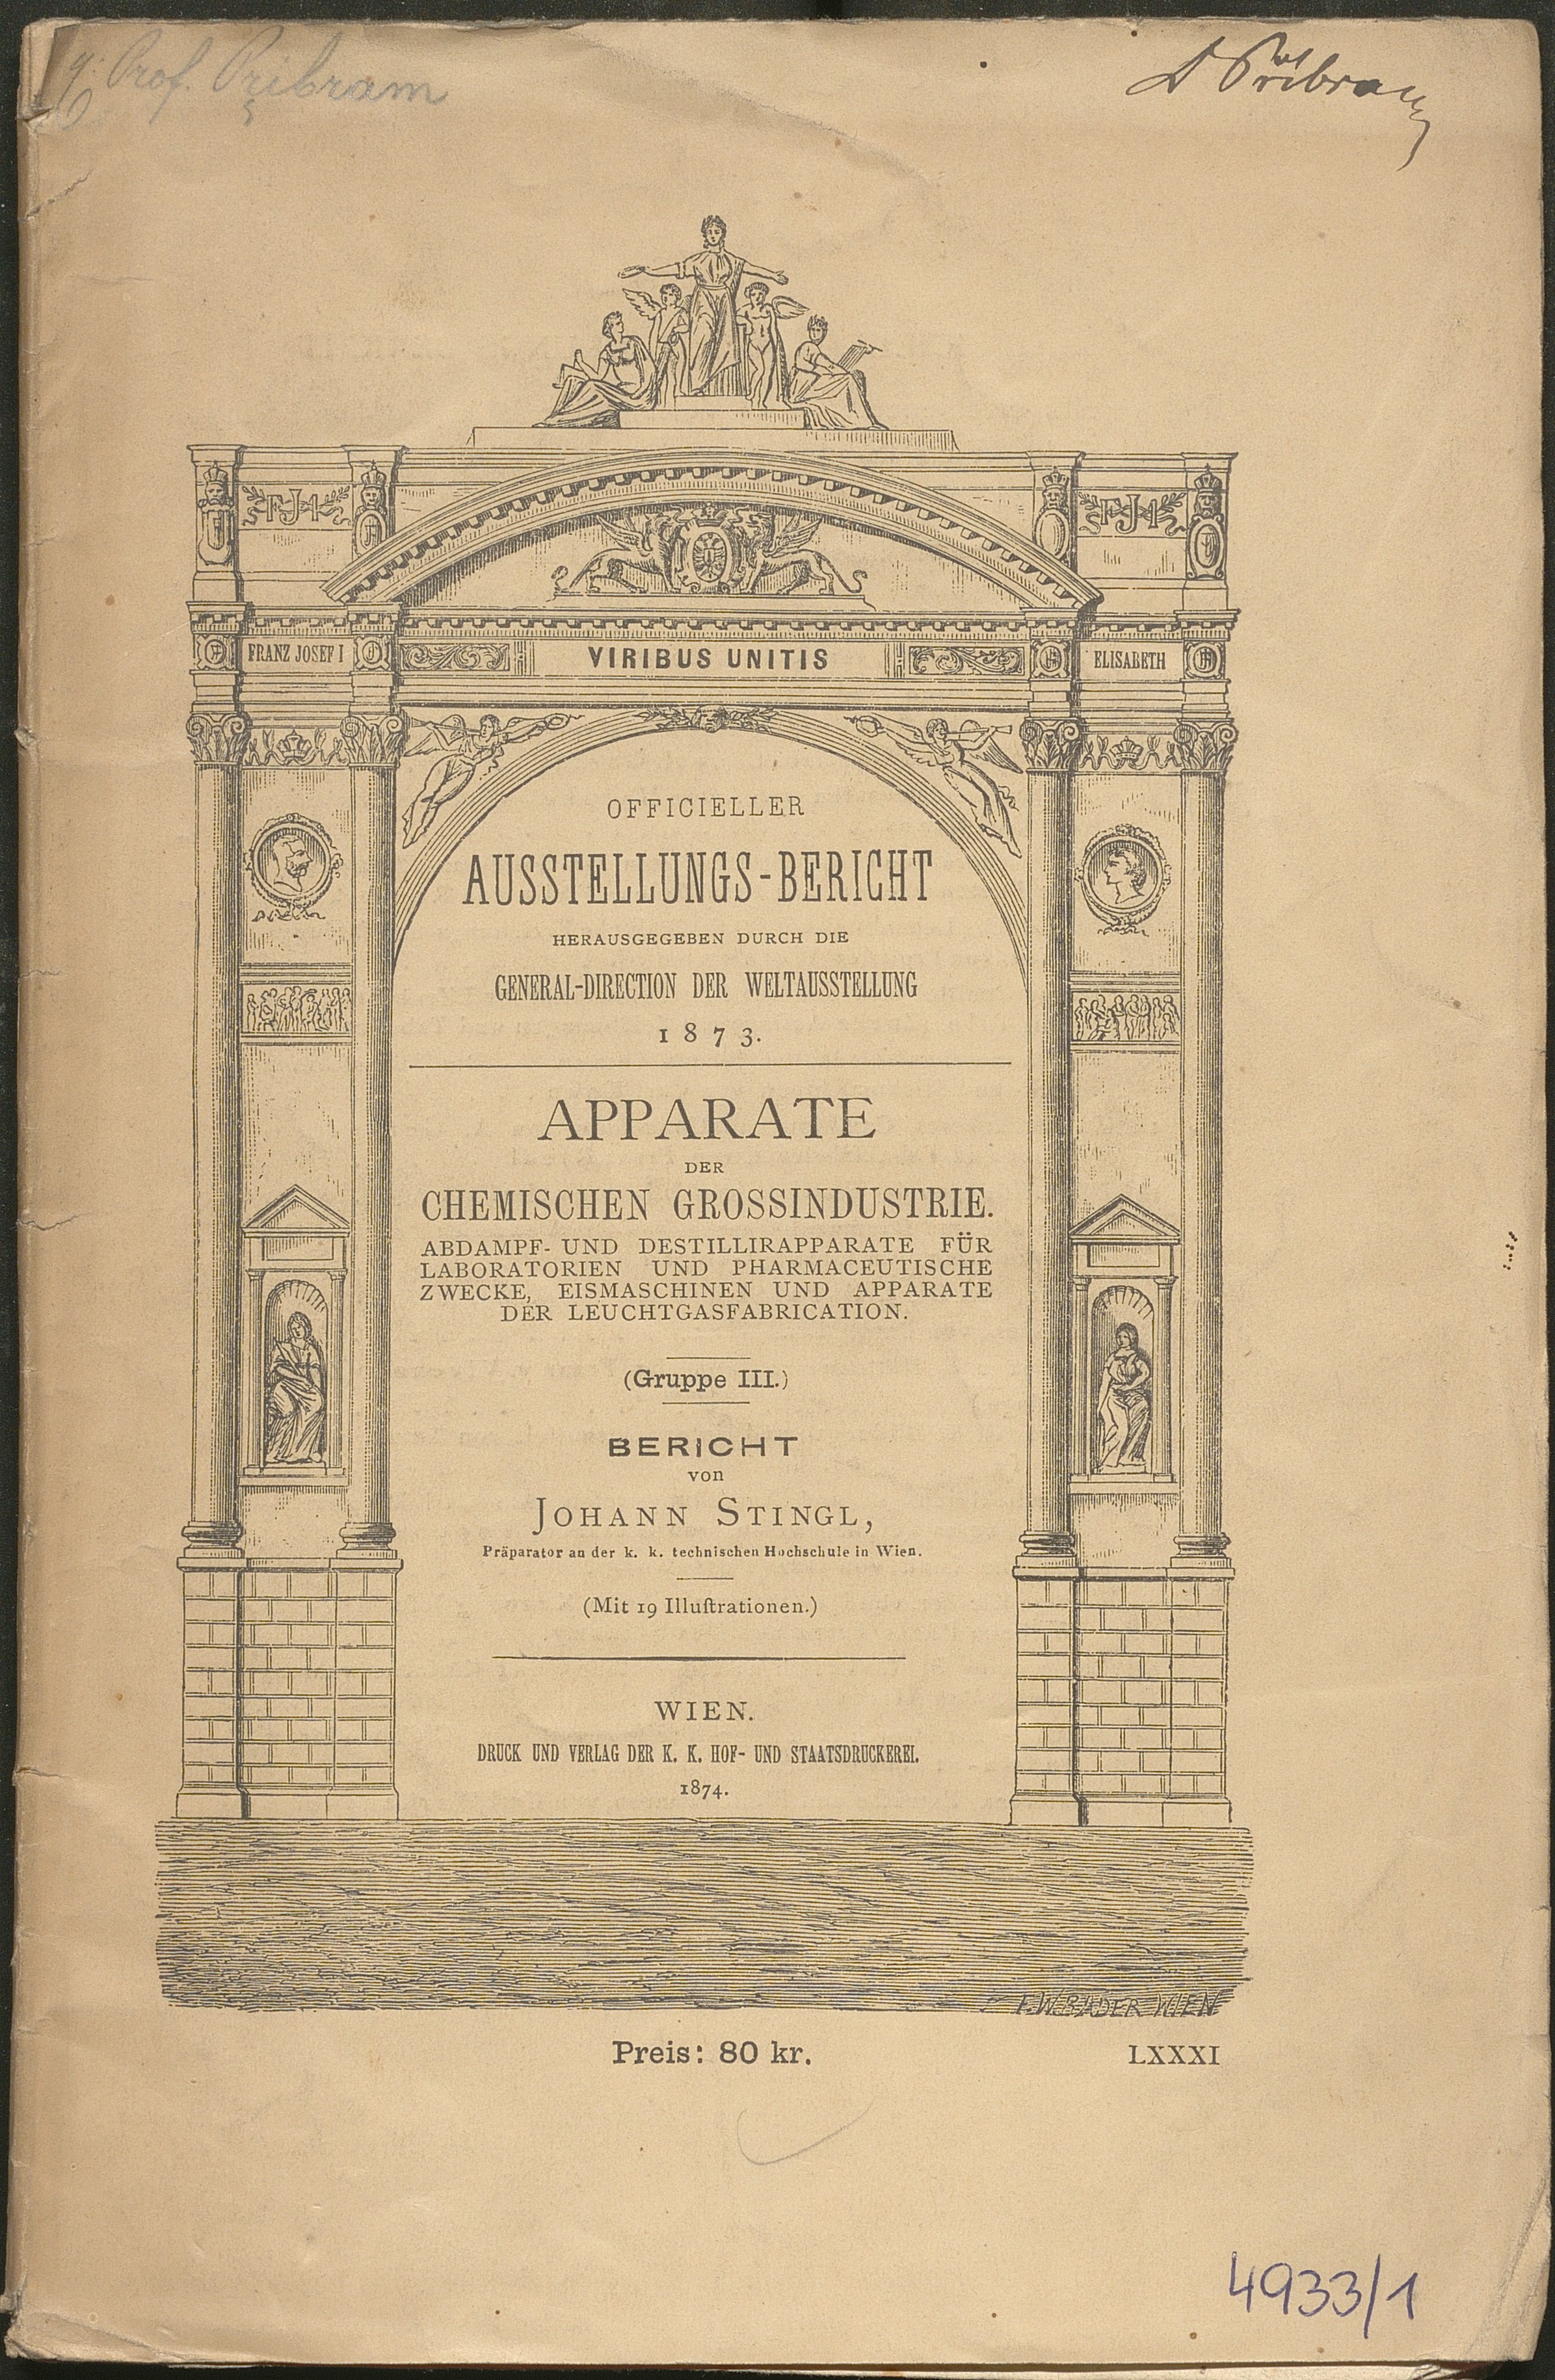 Prof. Pribram
Přibram
FJ1
FJ1
FRANZ JOSEF I
VIRIBUS UNITIS
ELISABETH
OFFICIELLER
AUSSTELLUNGS-BERICHT
HERAUSGEGEBEN DURCH DIE
GENERAL-DIRECTION DER WELTAUSSTELLUNG
1873.
APPARATE
DER
CHEMISCHEN GROSSINDUSTRIE.
ABDAMPF- UND DESTILLIRAPPARATE FÜR
LABORATORIEN UND PHARMACEUTISCHE
ZWECKE, EISMASCHINEN UND APPARATE
DER LEUCHTGASFABRICATION.
(Gruppe III.)
BERICHT
von
JOHANN STINGL,
Präparator an der k. k. technischen Hochschule in Wien.
(Mit 19 Illuſtrationen.)
WIEN.
DRUCK UND VERLAG DER K. K. HOF- UND STAATSDRUCKEREI.
1874.
F.W.BADER WIEN
Preis: 80 kr.
LXXXI
4933/1